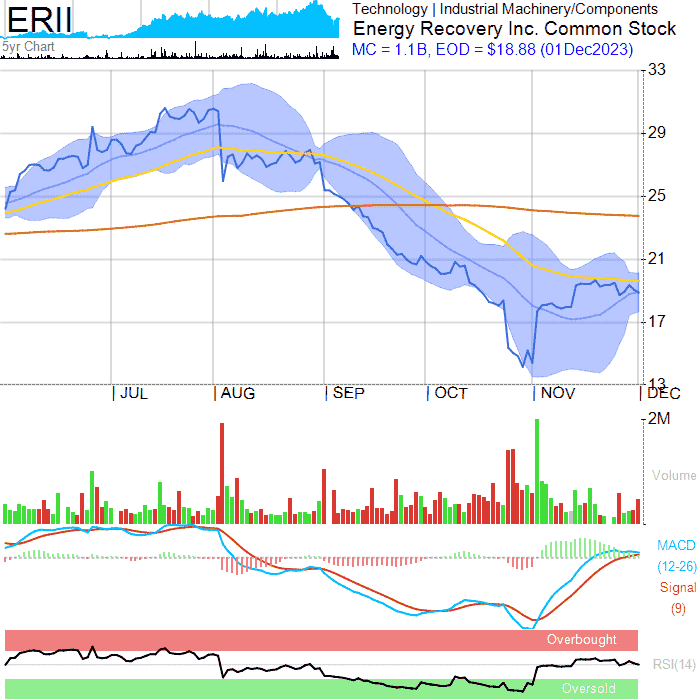 ERII
5yr Chart
Technology | Industrial Machinery/Components
Energy Recovery Inc. Common Stock
MC = 1.1B, EOD = $18.88 (01Dec2023)
33
29
25
21
17
13
JUL AUG SEP OCT NOV DEC
2M
Volume
MACD
(12-26)
Signal
(9)
Overbought
RSI(14)
Oversold